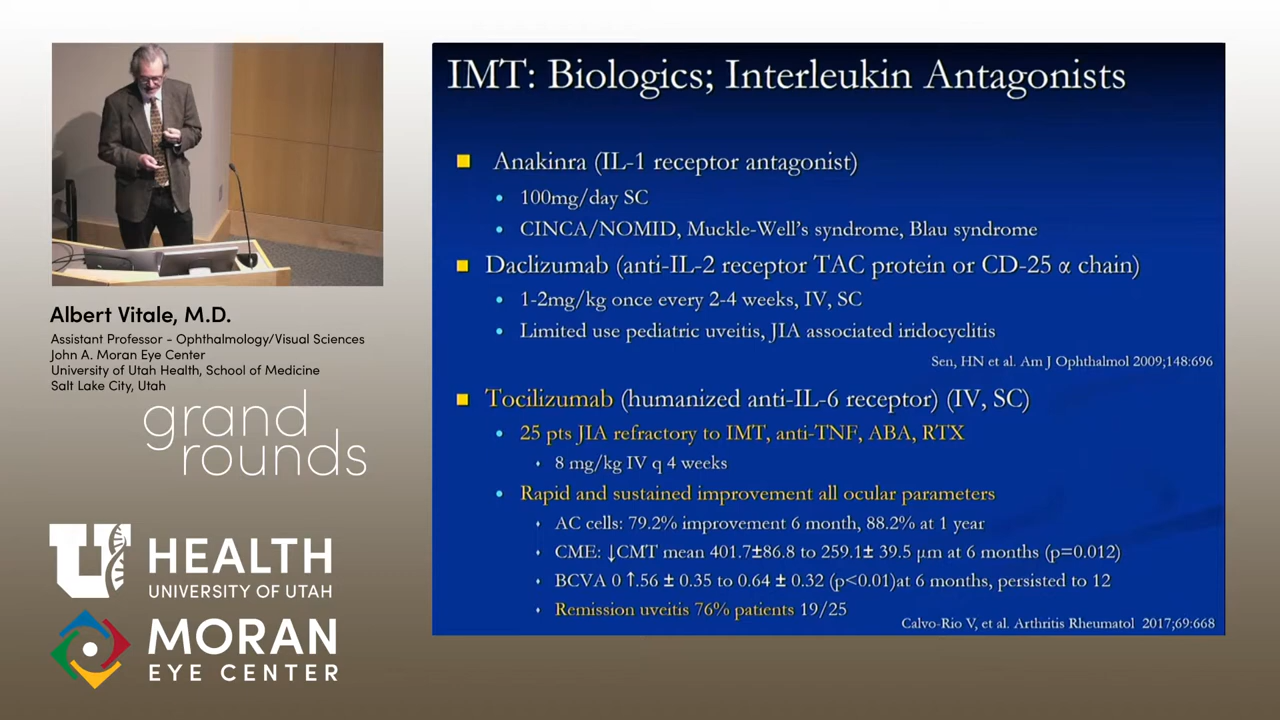 IMT: Biologics; Interleukin Antagonists
Anakinra (IL-1 receptor antagonist)
100mg/day SC
CINCA/NOMID, Muckle-Well's syndrome, Blau syndrome
Daclizumab (anti-IL-2 receptor TAC protein or CD-25 α chain)
1-2mg/kg once every 2-4 weeks, IV, SC
Limited use pediatric uveitis, JIA associated iridocyclitis
Sen, HN et al. Am J Ophthalmol 2009;148:696
Tocilizumab (humanized anti-IL-6 receptor) (IV, SC)
25 pts JIA refractory to IMT, anti-TNF, ABA, RTX
8 mg/kg IV q 4 weeks
Rapid and sustained improvement all ocular parameters
AC cells: 79.2% improvement 6 month, 88.2% at 1 year
CME: ↓CMT mean 401.7±86.8 to 259.1± 39.5 µm at 6 months (p=0.012)
BCVA 0 ↑.56 ± 0.35 to 0.64 ± 0.32 (p<0.01)at 6 months, persisted to 12
Remission uveitis 76% patients 19/25
Calvo-Rio V, et al. Arthritis Rheumatol 2017;69:668
Albert Vitale, M.D.
Assistant Professor - Ophthalmology/Visual Sciences
John A. Moran Eye Center
University of Utah Health, School of Medicine
Salt Lake City, Utah
grand
rounds
U HEALTH
UNIVERSITY OF UTAH
MORAN
EYE CENTER